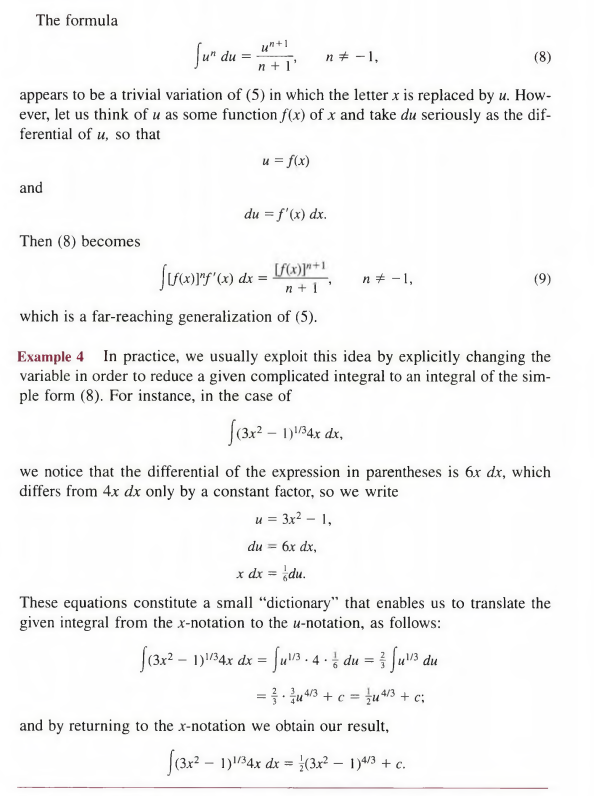 The formula
∫uⁿ du = uⁿ⁺¹/(n + 1), n ≠ −1, (8)
appears to be a trivial variation of (5) in which the letter x is replaced by u. How-
ever, let us think of u as some function f(x) of x and take du seriously as the dif-
ferential of u, so that
u = f(x)
and
du = f′(x) dx.
Then (8) becomes
∫[f(x)]ⁿf′(x) dx = [f(x)]ⁿ⁺¹/(n + 1), n ≠ −1, (9)
which is a far-reaching generalization of (5).
Example 4 In practice, we usually exploit this idea by explicitly changing the
variable in order to reduce a given complicated integral to an integral of the sim-
ple form (8). For instance, in the case of
∫(3x² − 1)^{1/3}4x dx,
we notice that the differential of the expression in parentheses is 6x dx, which
differs from 4x dx only by a constant factor, so we write
u = 3x² − 1,
du = 6x dx,
x dx = ⅙du.
These equations constitute a small “dictionary” that enables us to translate the
given integral from the x-notation to the u-notation, as follows:
∫(3x² − 1)^{1/3}4x dx = ∫u^{1/3} · 4 · ⅙ du = ⅔ ∫u^{1/3} du
= ⅔ · ¾u^{4/3} + c = ½u^{4/3} + c;
and by returning to the x-notation we obtain our result,
∫(3x² − 1)^{1/3}4x dx = ½(3x² − 1)^{4/3} + c.